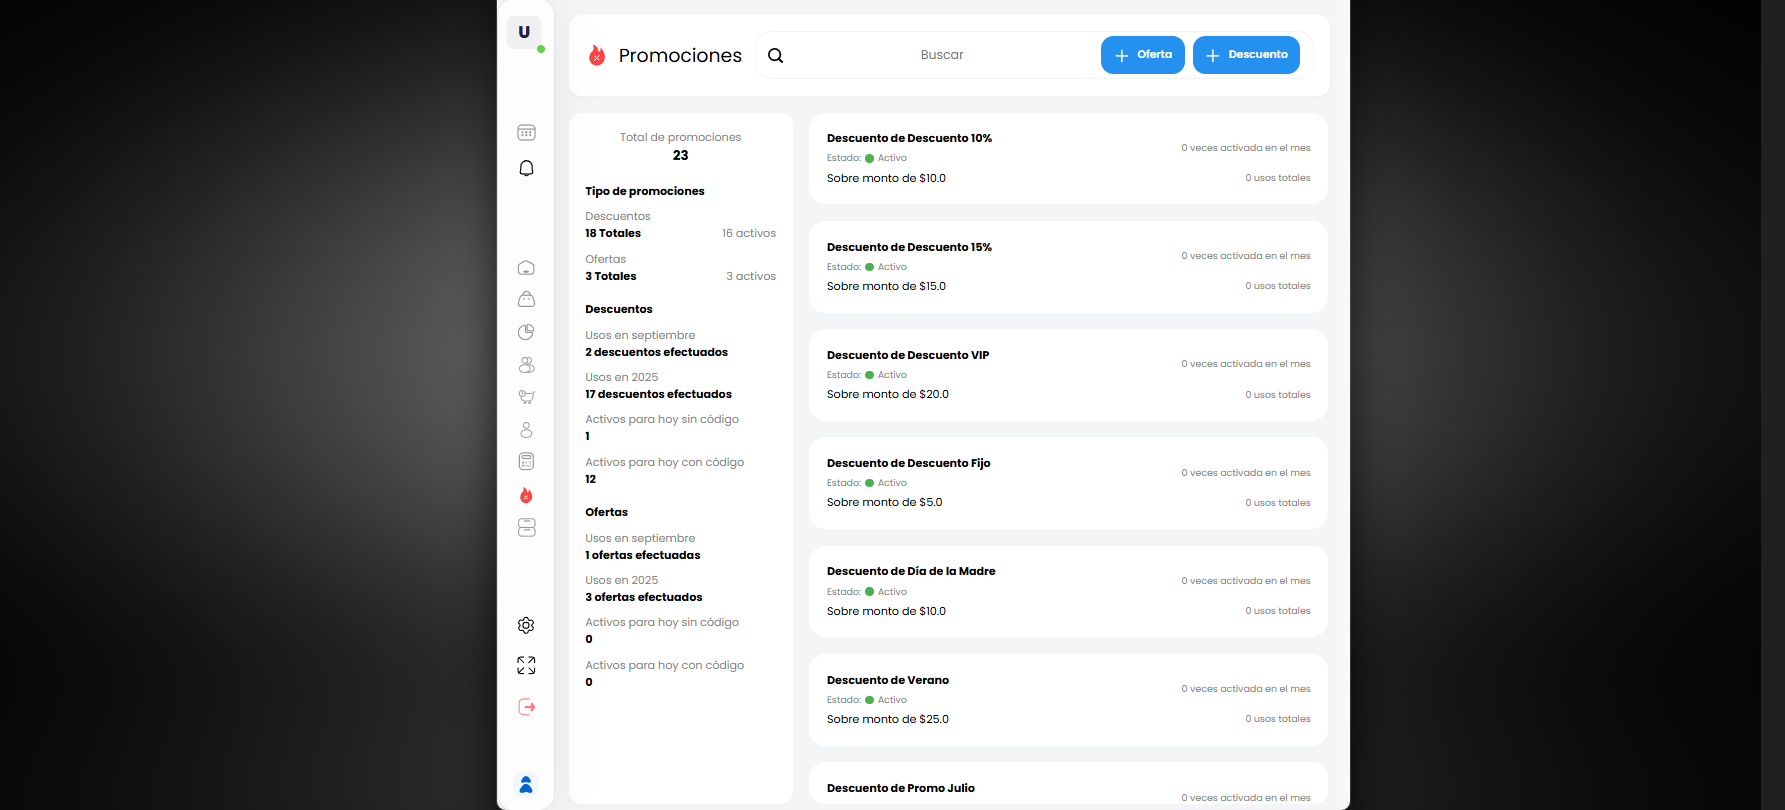 U
Promociones
Buscar
Oferta
Descuento
Total de promociones
23
Tipo de promociones
Descuentos
18 Totales 16 activos
Ofertas
3 Totales 3 activos
Descuentos
Usos en septiembre
2 descuentos efectuados
Usos en 2025
17 descuentos efectuados
Activos para hoy sin código
1
Activos para hoy con código
12
Ofertas
Usos en septiembre
1 ofertas efectuadas
Usos en 2025
3 ofertas efectuados
Activos para hoy sin código
0
Activos para hoy con código
0
Descuento de Descuento 10%
0 veces activada en el mes
Estado: Activo
Sobre monto de $10.0
0 usos totales
Descuento de Descuento 15%
0 veces activada en el mes
Estado: Activo
Sobre monto de $15.0
0 usos totales
Descuento de Descuento VIP
0 veces activada en el mes
Estado: Activo
Sobre monto de $20.0
0 usos totales
Descuento de Descuento Fijo
0 veces activada en el mes
Estado: Activo
Sobre monto de $5.0
0 usos totales
Descuento de Día de la Madre
0 veces activada en el mes
Estado: Activo
Sobre monto de $10.0
0 usos totales
Descuento de Verano
0 veces activada en el mes
Estado: Activo
Sobre monto de $25.0
0 usos totales
Descuento de Promo Julio
0 veces activada en el mes